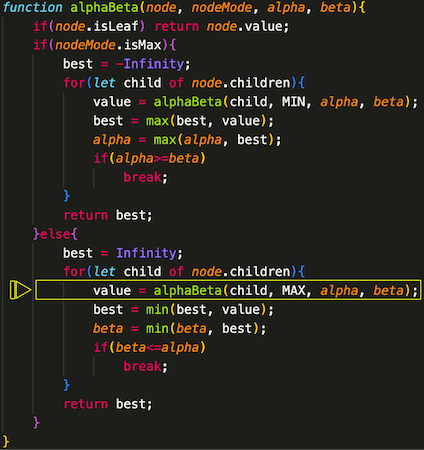 function alphaBeta(node, nodeMode, alpha, beta){
    if(node.isLeaf) return node.value;
    if(nodeMode.isMax){
        best = -Infinity;
        for(let child of node.children){
            value = alphaBeta(child, MIN, alpha, beta);
            best = max(best, value);
            alpha = max(alpha, best);
            if(alpha>=beta)
                break;
        }
        return best;
    }else{
        best = Infinity;
        for(let child of node.children){
            value = alphaBeta(child, MAX, alpha, beta);
            best = min(best, value);
            beta = min(beta, best);
            if(beta<=alpha)
                break;
        }
        return best;
    }
}